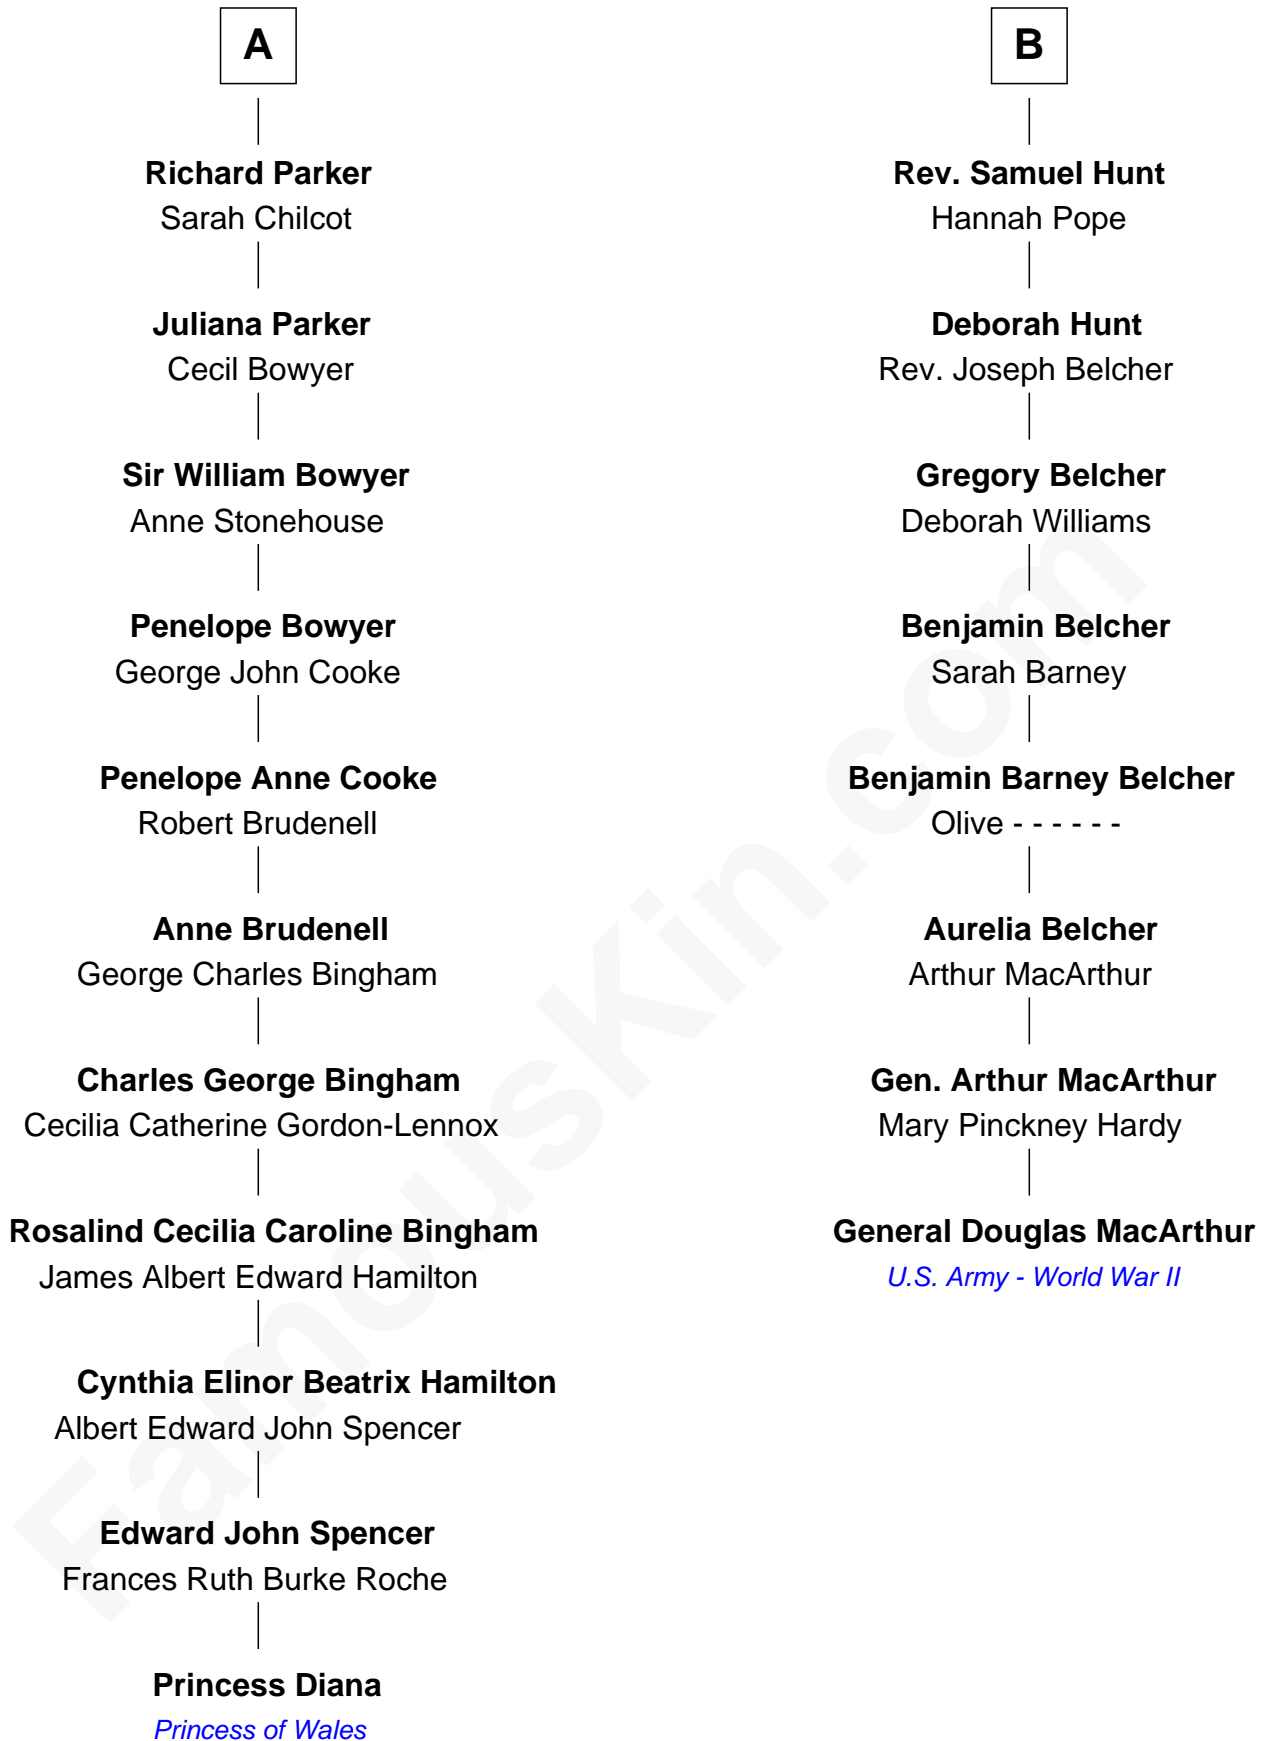 A
Richard Parker
Sarah Chilcot
Juliana Parker
Cecil Bowyer
Sir William Bowyer
Anne Stonehouse
Penelope Bowyer
George John Cooke
Penelope Anne Cooke
Robert Brudenell
Anne Brudenell
George Charles Bingham
Charles George Bingham
Cecilia Catherine Gordon-Lennox
Rosalind Cecilia Caroline Bingham
James Albert Edward Hamilton
Cynthia Elinor Beatrix Hamilton
Albert Edward John Spencer
Edward John Spencer
Frances Ruth Burke Roche
Princess Diana
Princess of Wales
B
Rev. Samuel Hunt
Hannah Pope
Deborah Hunt
Rev. Joseph Belcher
Gregory Belcher
Deborah Williams
Benjamin Belcher
Sarah Barney
Benjamin Barney Belcher
Olive - - - - - -
Aurelia Belcher
Arthur MacArthur
Gen. Arthur MacArthur
Mary Pinckney Hardy
General Douglas MacArthur
U.S. Army - World War II
FamousKin.com